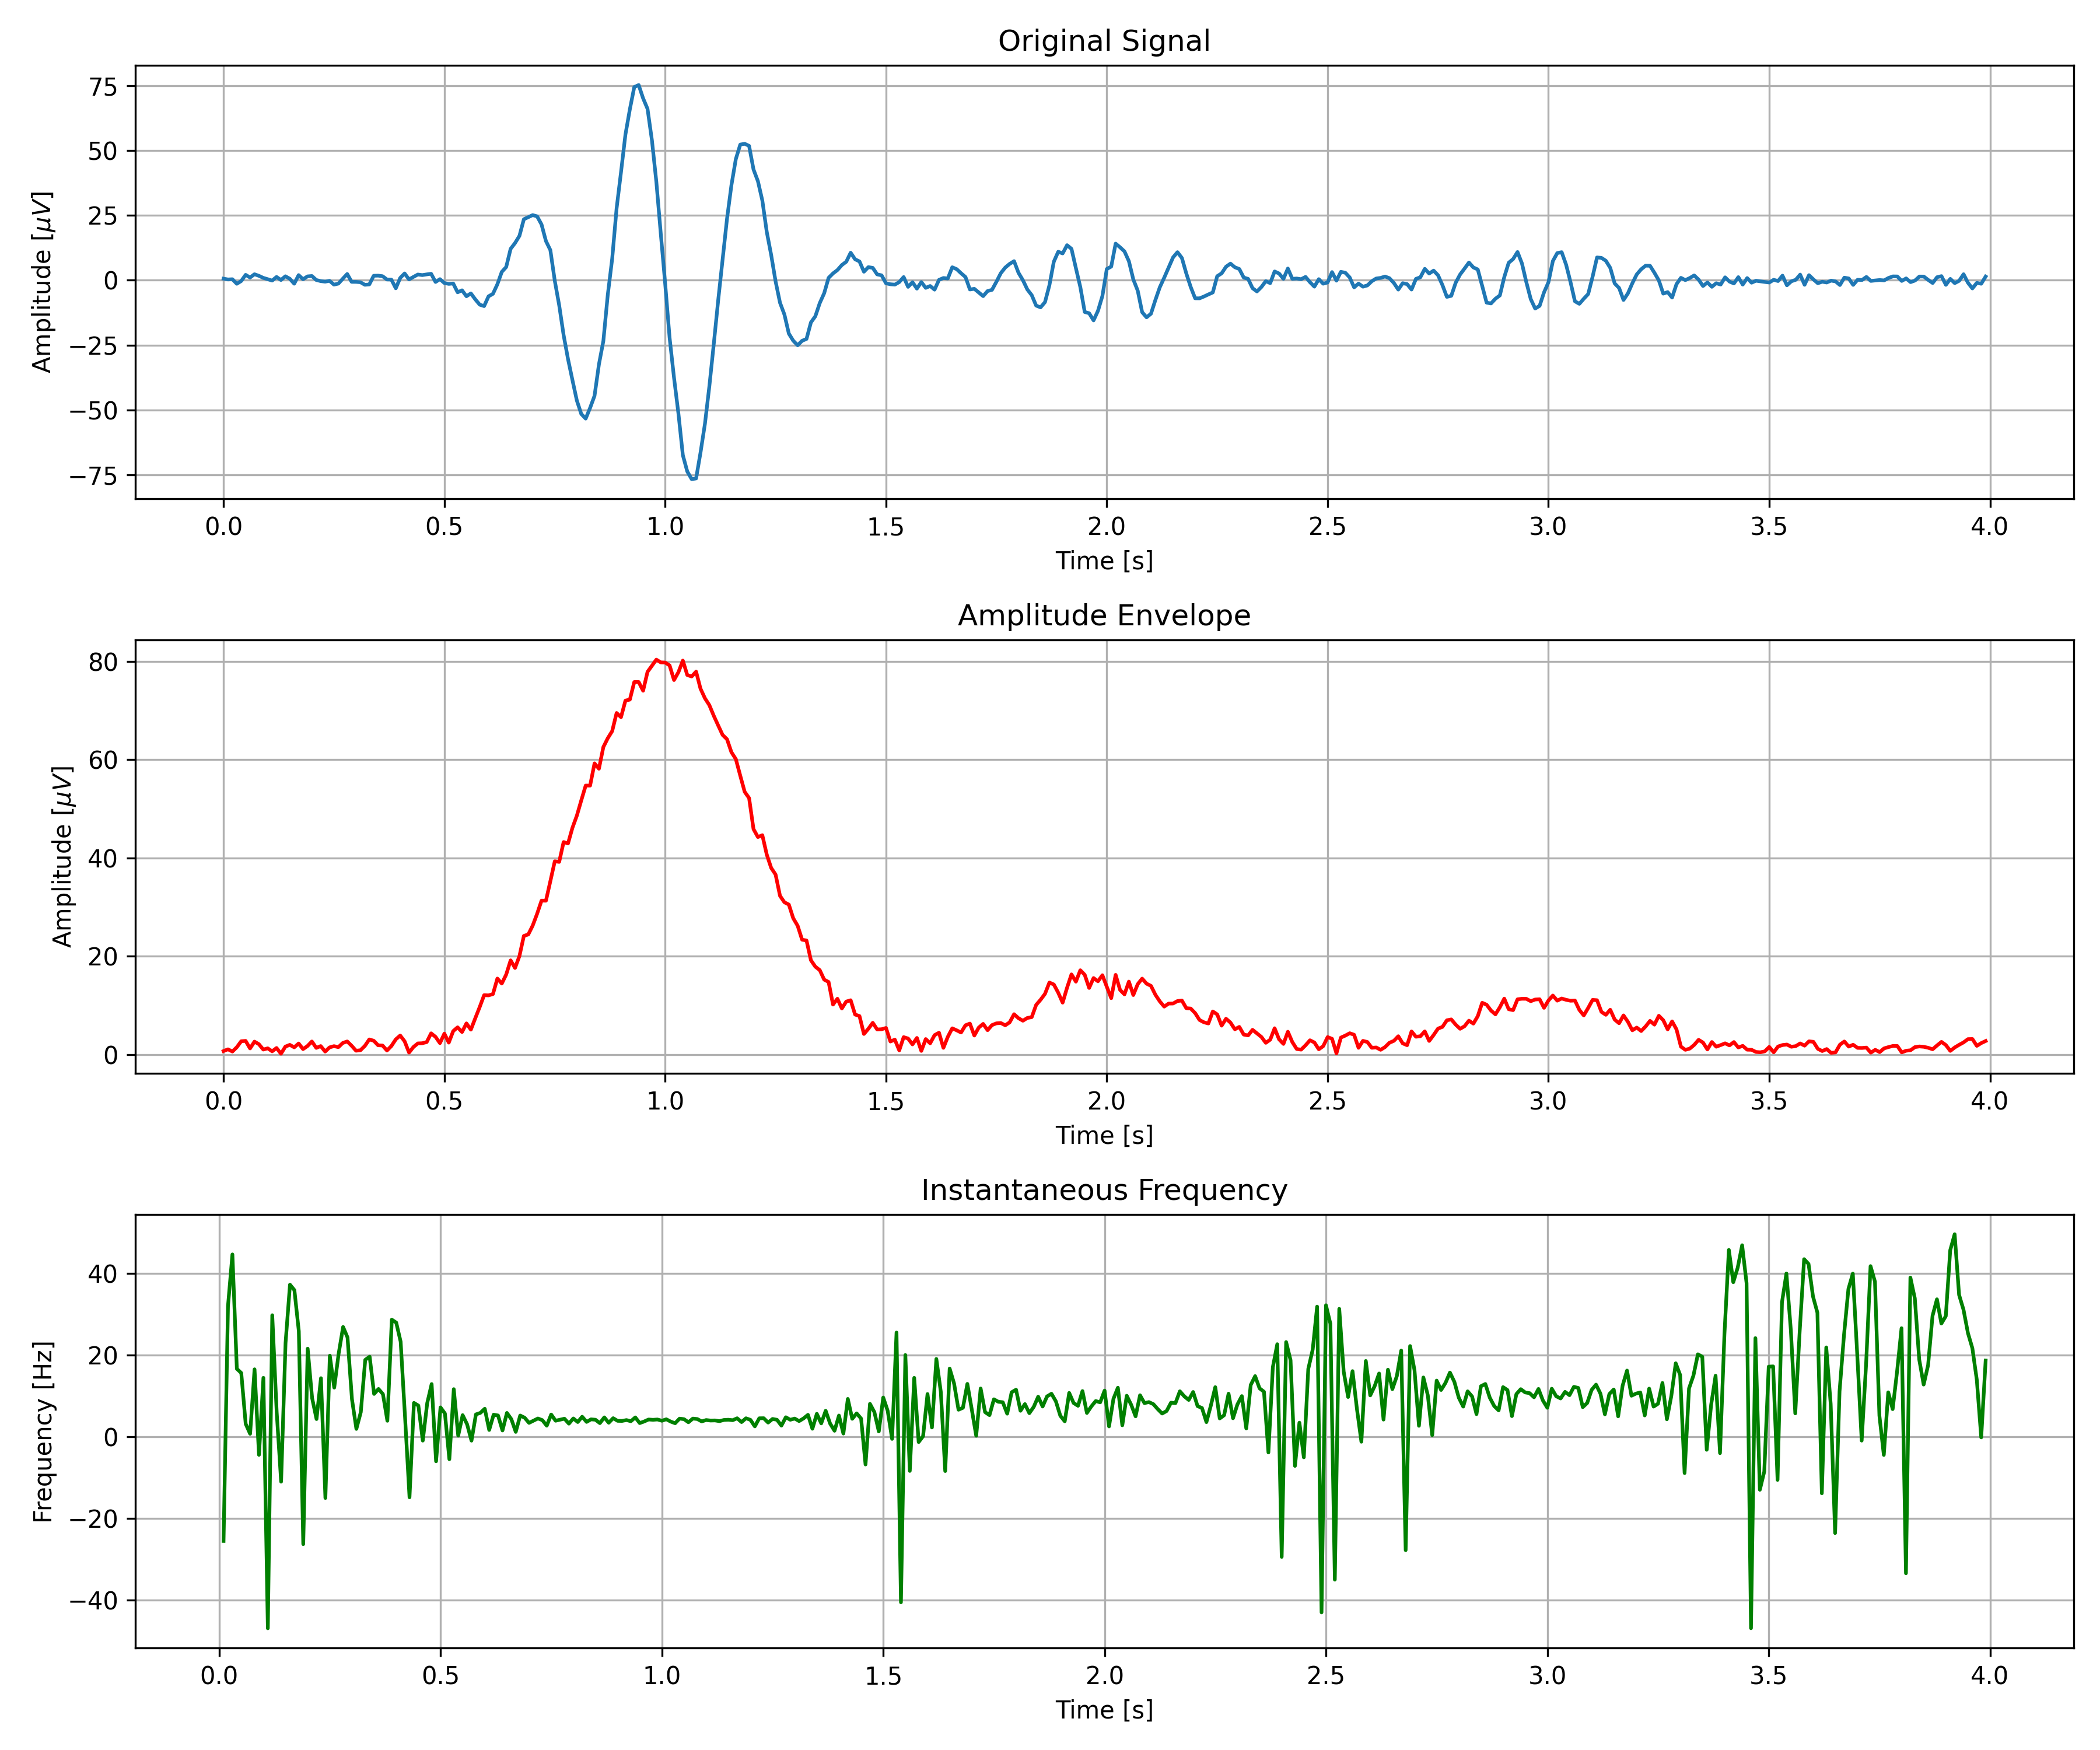 Original Signal
75
50
25
0
−25
−50
−75
Amplitude [μV]
0.0 0.5 1.0 1.5 2.0 2.5 3.0 3.5 4.0
Time [s]
Amplitude Envelope
80
60
40
20
0
Amplitude [μV]
0.0 0.5 1.0 1.5 2.0 2.5 3.0 3.5 4.0
Time [s]
Instantaneous Frequency
40
20
0
−20
−40
Frequency [Hz]
0.0 0.5 1.0 1.5 2.0 2.5 3.0 3.5 4.0
Time [s]